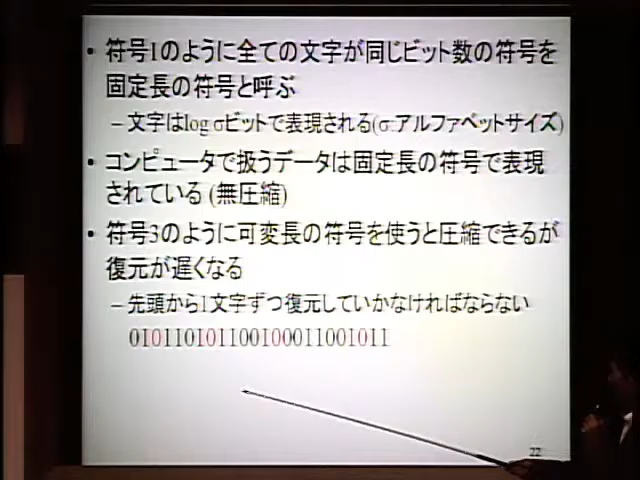 • 符号1のように全ての文字が同じビット数の符号を
固定長の符号と呼ぶ
– 文字はlog σビットで表現される(σ:アルファベットサイズ)
• コンピュータで扱うデータは固定長の符号で表現
されている (無圧縮)
• 符号3のように可変長の符号を使うと圧縮できるが
復元が遅くなる
– 先頭から1文字ずつ復元していかなければならない
010110101100100011001011
22